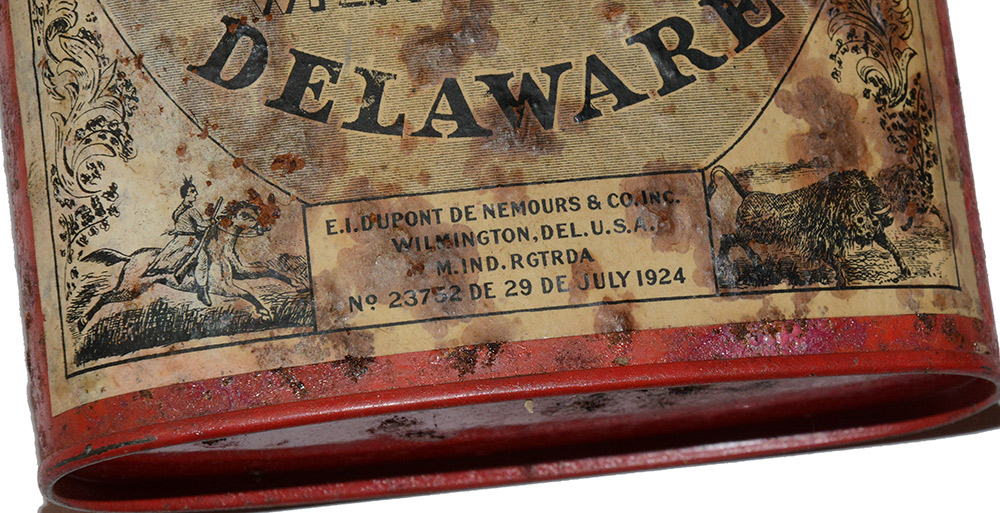 DELAWARE
E.I.DUPONT DE NEMOURS & CO.INC.
WILMINGTON, DEL. U.S.A.
M.IND. RGTRDA
Nº 23752 DE 29 DE JULY 1924